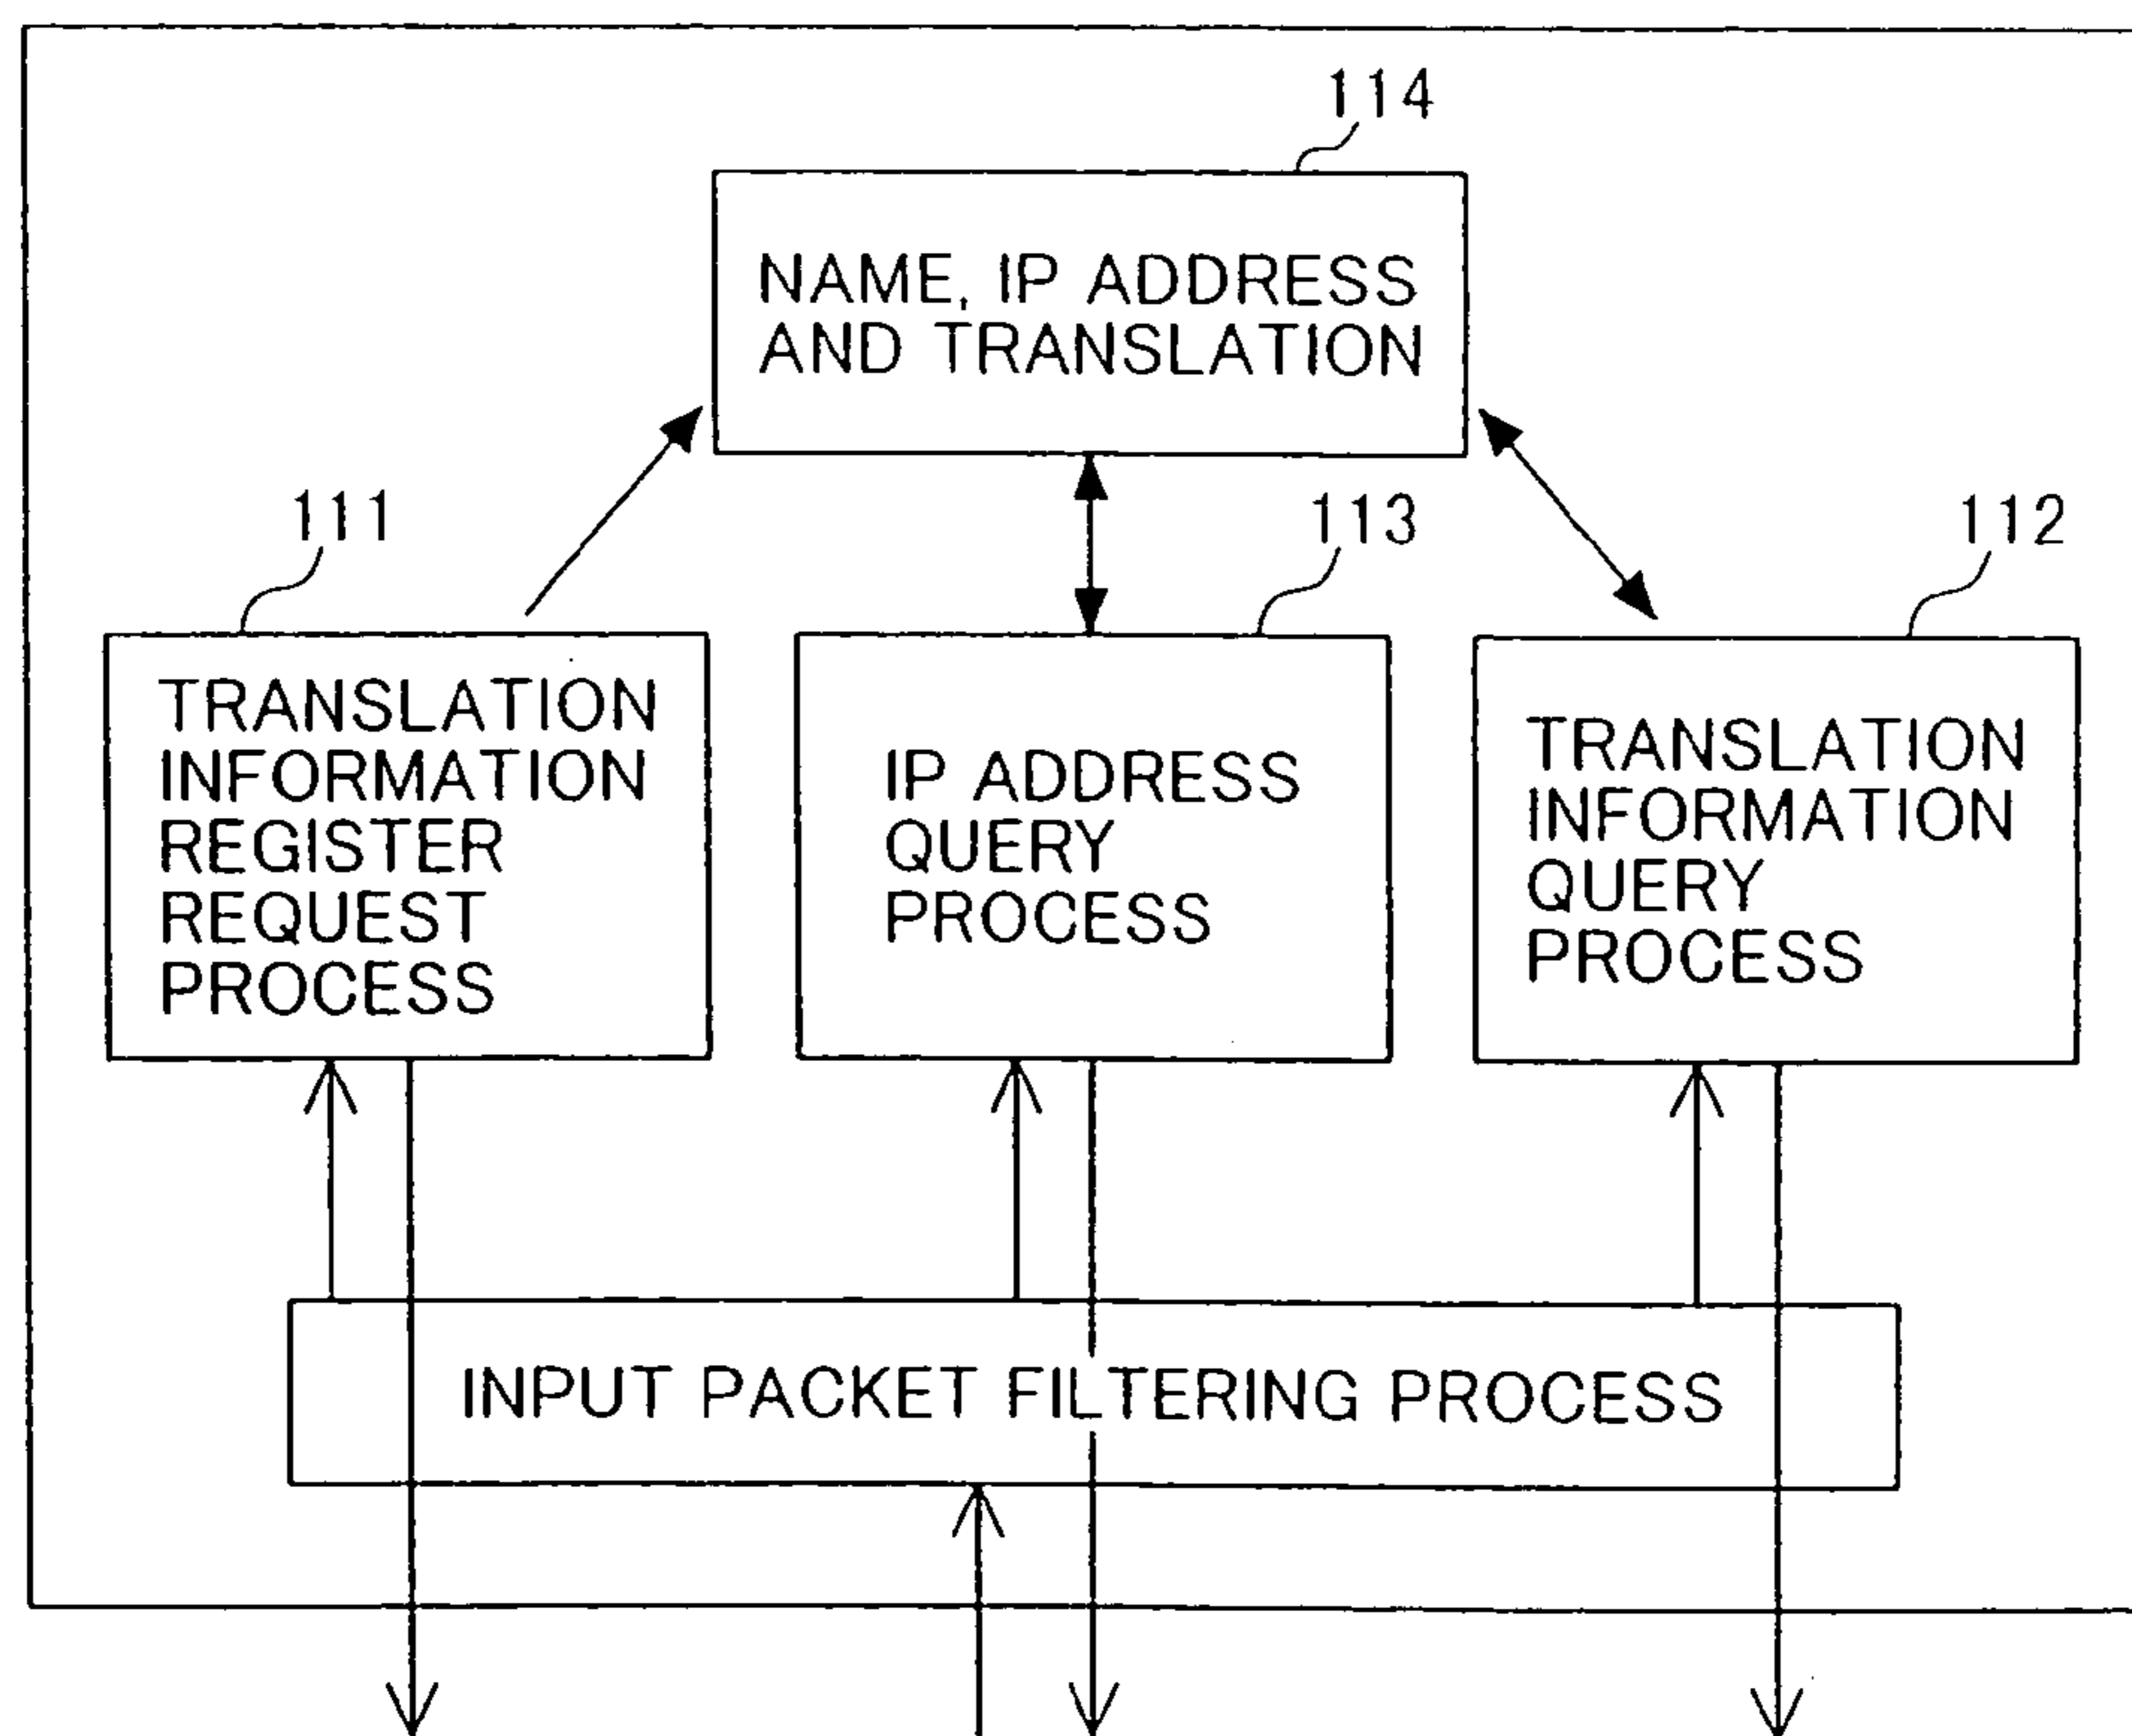 114
NAME, IP ADDRESS
AND TRANSLATION
111
113
112
TRANSLATION
INFORMATION
REGISTER
REQUEST
PROCESS
IP ADDRESS
QUERY
PROCESS
TRANSLATION
INFORMATION
QUERY
PROCESS
INPUT PACKET FILTERING PROCESS